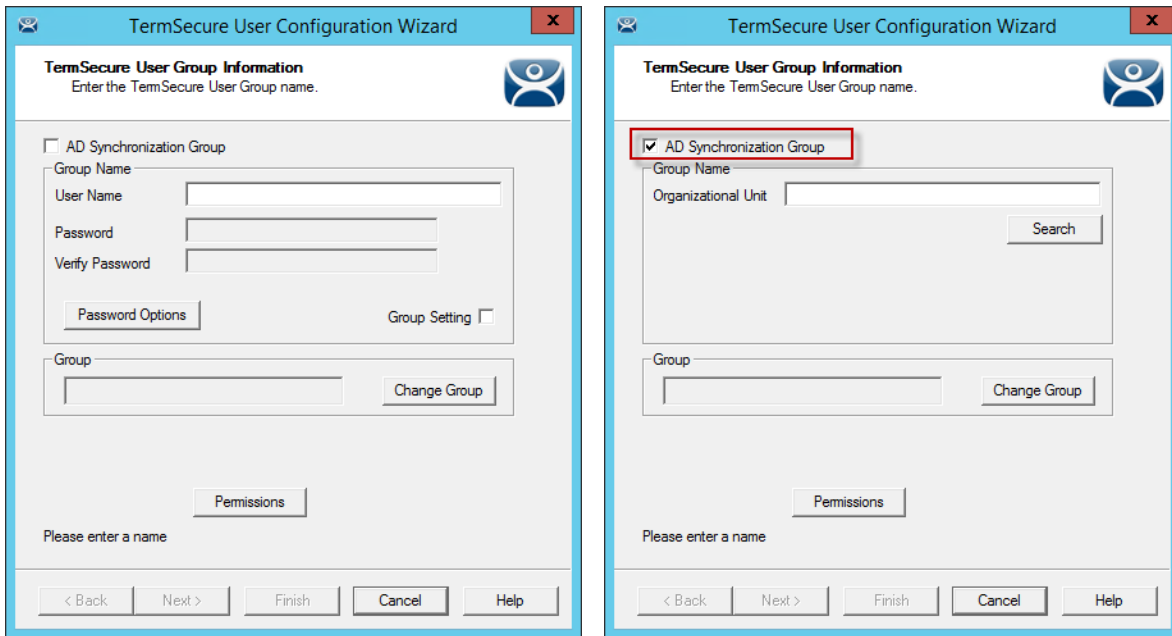 TermSecure User Configuration Wizard
x
TermSecure User Group Information
Enter the TermSecure User Group name.
AD Synchronization Group
Group Name
User Name
Password
Verify Password
Password Options
Group Setting
Group
Change Group
Permissions
Please enter a name
< Back
Next >
Finish
Cancel
Help
TermSecure User Configuration Wizard
x
TermSecure User Group Information
Enter the TermSecure User Group name.
AD Synchronization Group
Group Name
Organizational Unit
Search
Group
Change Group
Permissions
Please enter a name
< Back
Next >
Finish
Cancel
Help